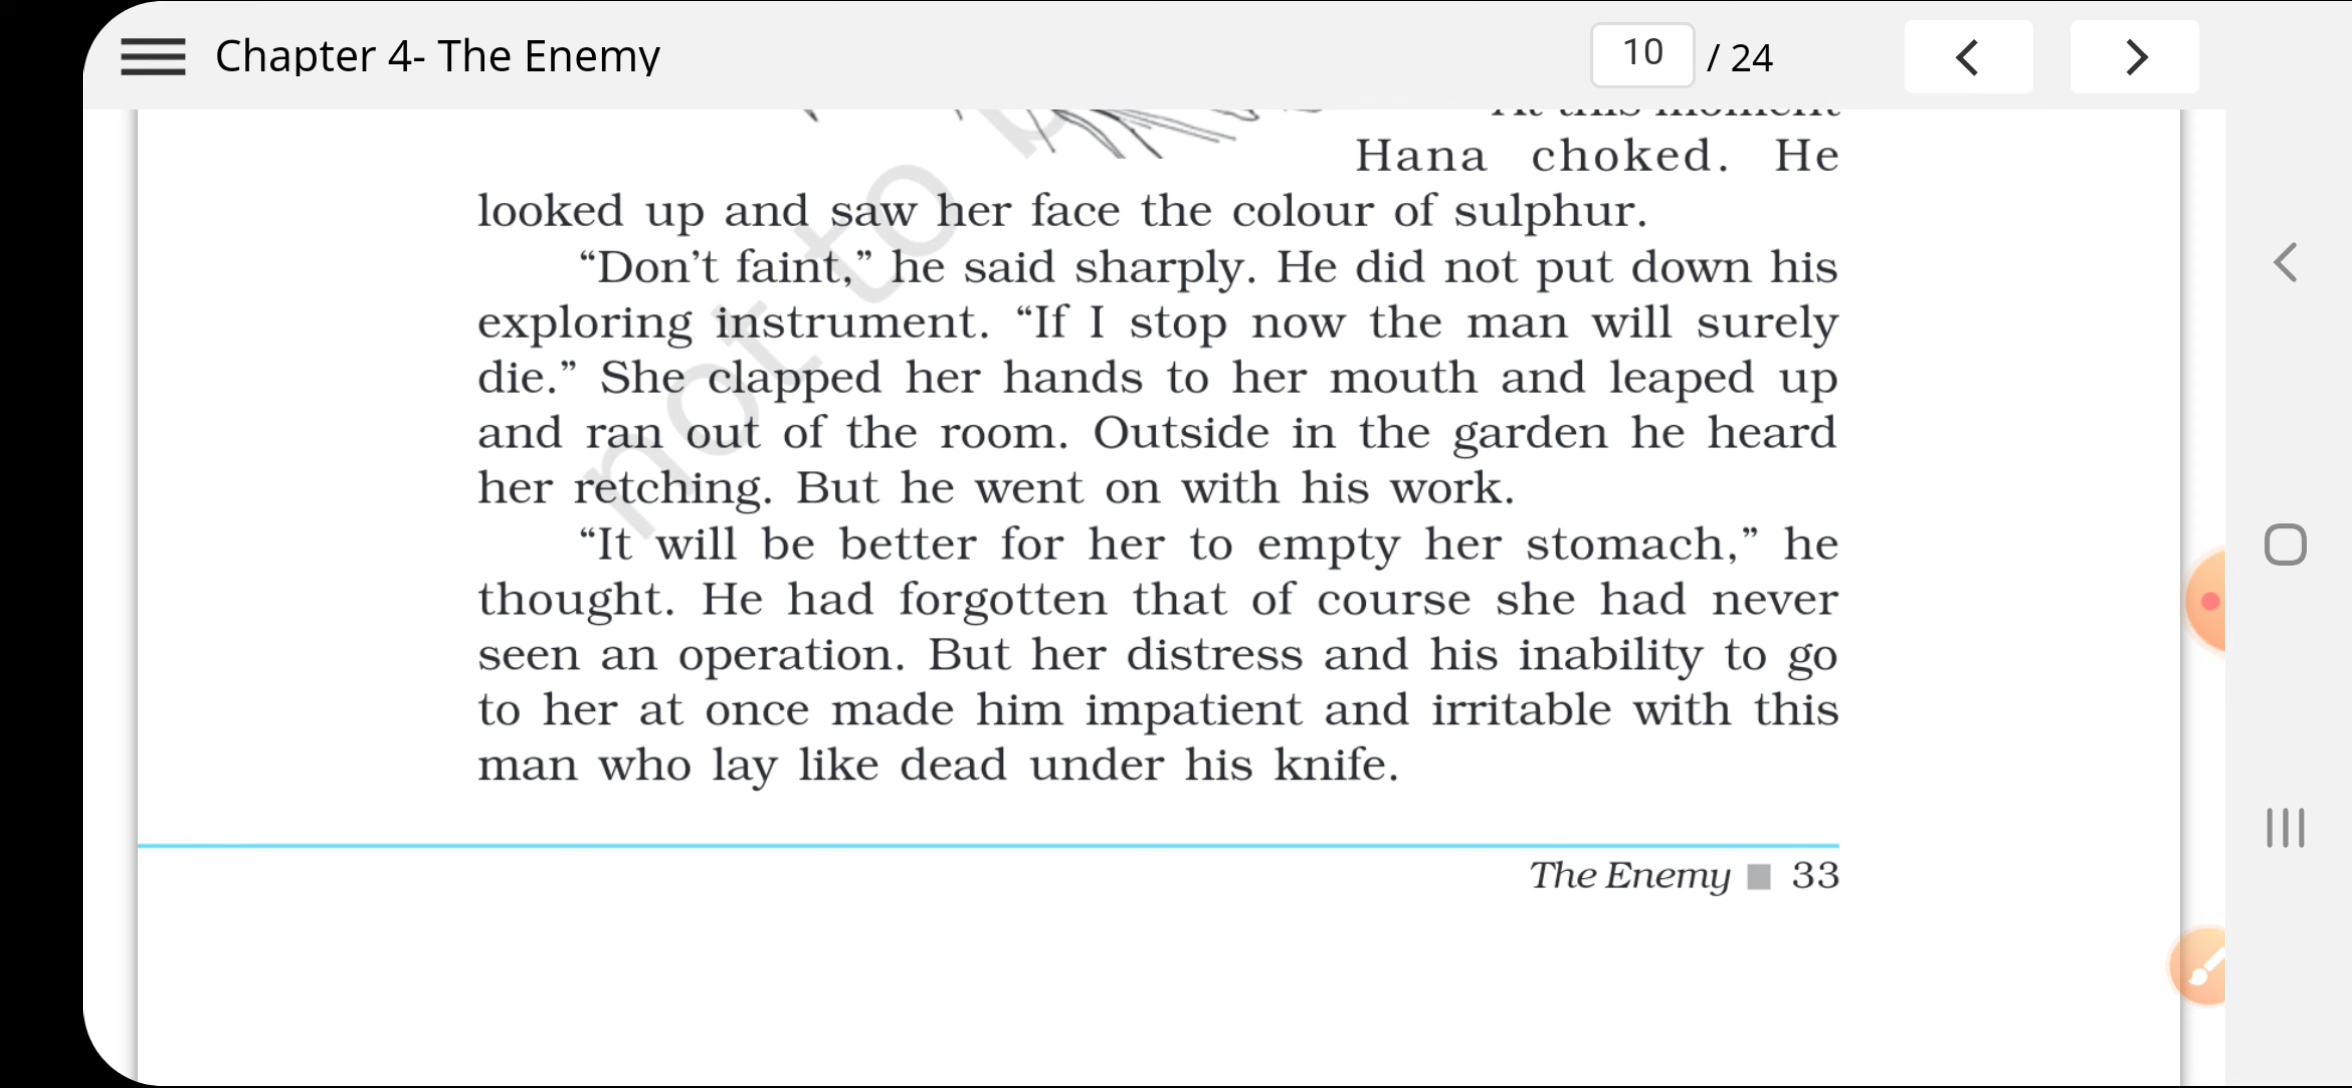 Chapter 4- The Enemy
10 / 24
At this moment
Hana choked. He
looked up and saw her face the colour of sulphur.
“Don’t faint,” he said sharply. He did not put down his
exploring instrument. “If I stop now the man will surely
die.” She clapped her hands to her mouth and leaped up
and ran out of the room. Outside in the garden he heard
her retching. But he went on with his work.
“It will be better for her to empty her stomach,” he
thought. He had forgotten that of course she had never
seen an operation. But her distress and his inability to go
to her at once made him impatient and irritable with this
man who lay like dead under his knife.
The Enemy 33
not to